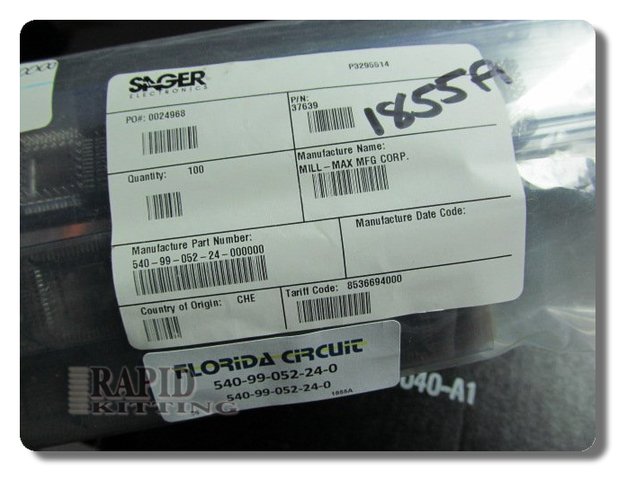 SAGER
ELECTRONICS
P3295514
PO#: 0024968
P/N:
37639
1855A
Quantity: 100
Manufacture Name:
MILL-MAX MFG CORP.
Manufacture Part Number:
540-99-052-24-000000
Manufacture Date Code:
Country of Origin: CHE
Tariff Code: 8536694000
FLORIDA CIRCUIT
540-99-052-24-0
540-99-052-24-0
1855A
040-A1
RAPID
KITTING